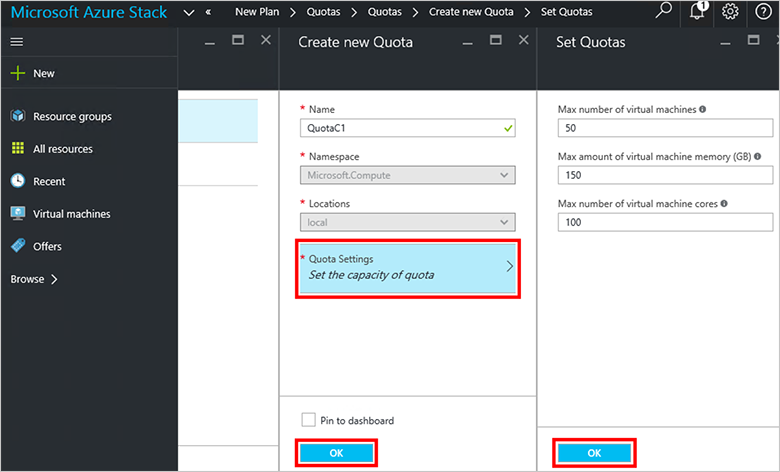 Microsoft Azure Stack
« New Plan > Quotas > Quotas > Create new Quota > Set Quotas
1
?
New
Resource groups
All resources
Recent
Virtual machines
Offers
Browse >
Create new Quota
* Name
QuotaC1
* Namespace
Microsoft.Compute
* Locations
local
* Quota Settings
Set the capacity of quota
Pin to dashboard
OK
Set Quotas
Max number of virtual machines
50
Max amount of virtual machine memory (GB)
150
Max number of virtual machine cores
100
OK